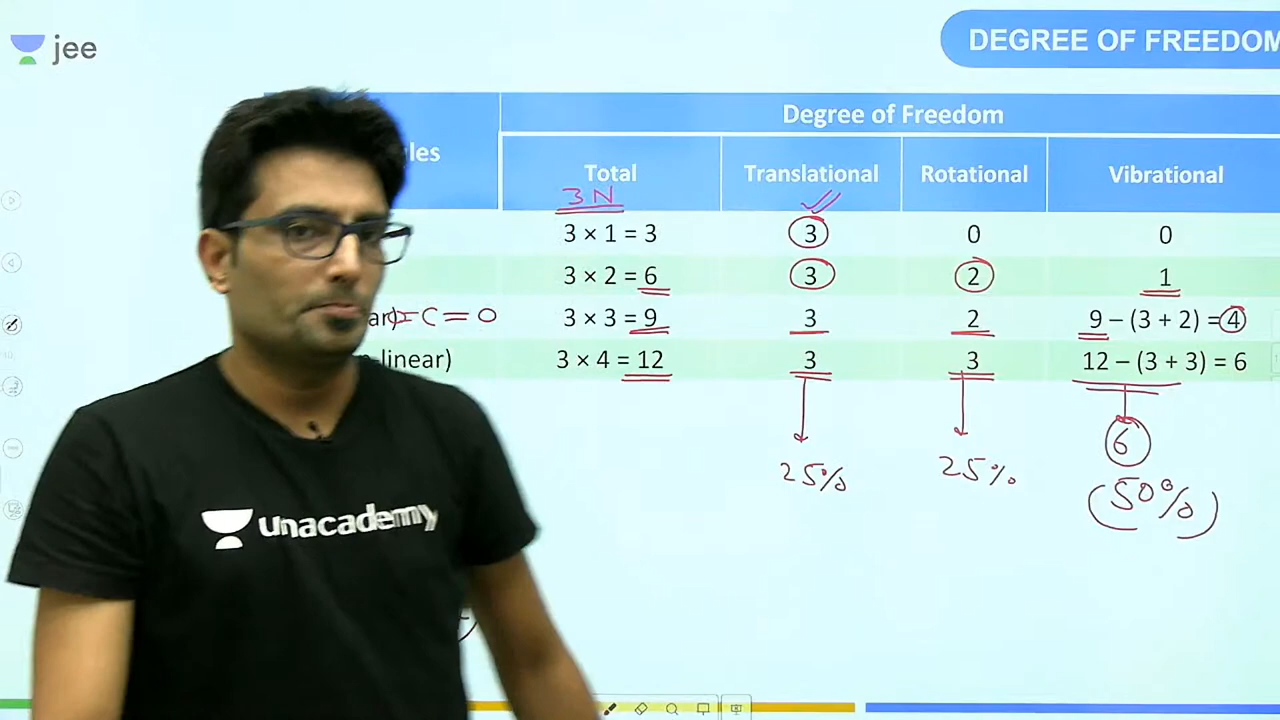 jee
DEGREE OF FREEDOM
les
Degree of Freedom
Total
Translational
Rotational
Vibrational
3N
3 × 1 = 3
3
0
0
3 × 2 = 6
3
2
1
ar) = C = O
3 × 3 = 9
3
2
9 – (3 + 2) = 4
-linear)
3 × 4 = 12
3
3
12 – (3 + 3) = 6
6
25%
25%
(50%)
unacademy